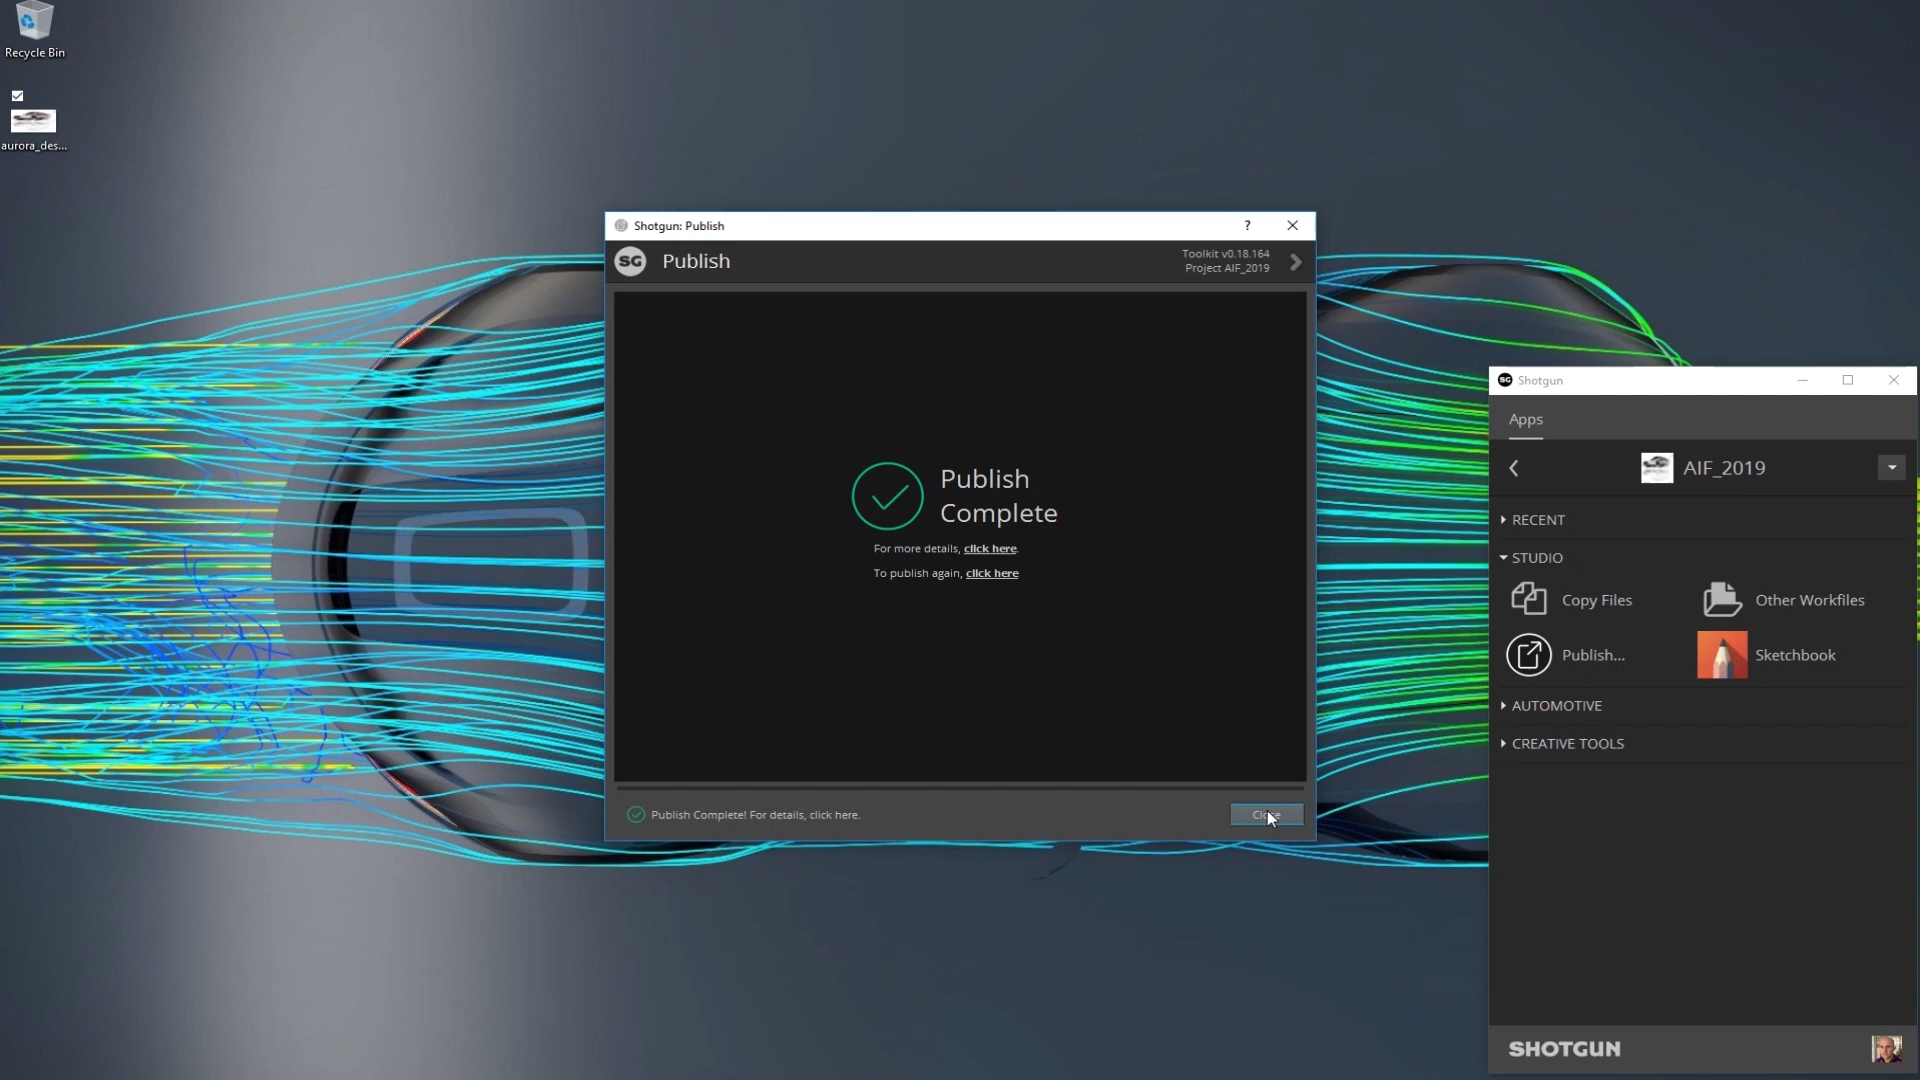 Recycle Bin
aurora_des...
Shotgun: Publish
?
SG
Publish
Toolkit v0.18.164
Project AIF_2019
Publish
Complete
For more details, click here.
To publish again, click here
Publish Complete! For details, click here.
SG Shotgun
Apps
AIF_2019
RECENT
STUDIO
Copy Files
Other Workfiles
Publish...
Sketchbook
AUTOMOTIVE
CREATIVE TOOLS
SHOTGUN